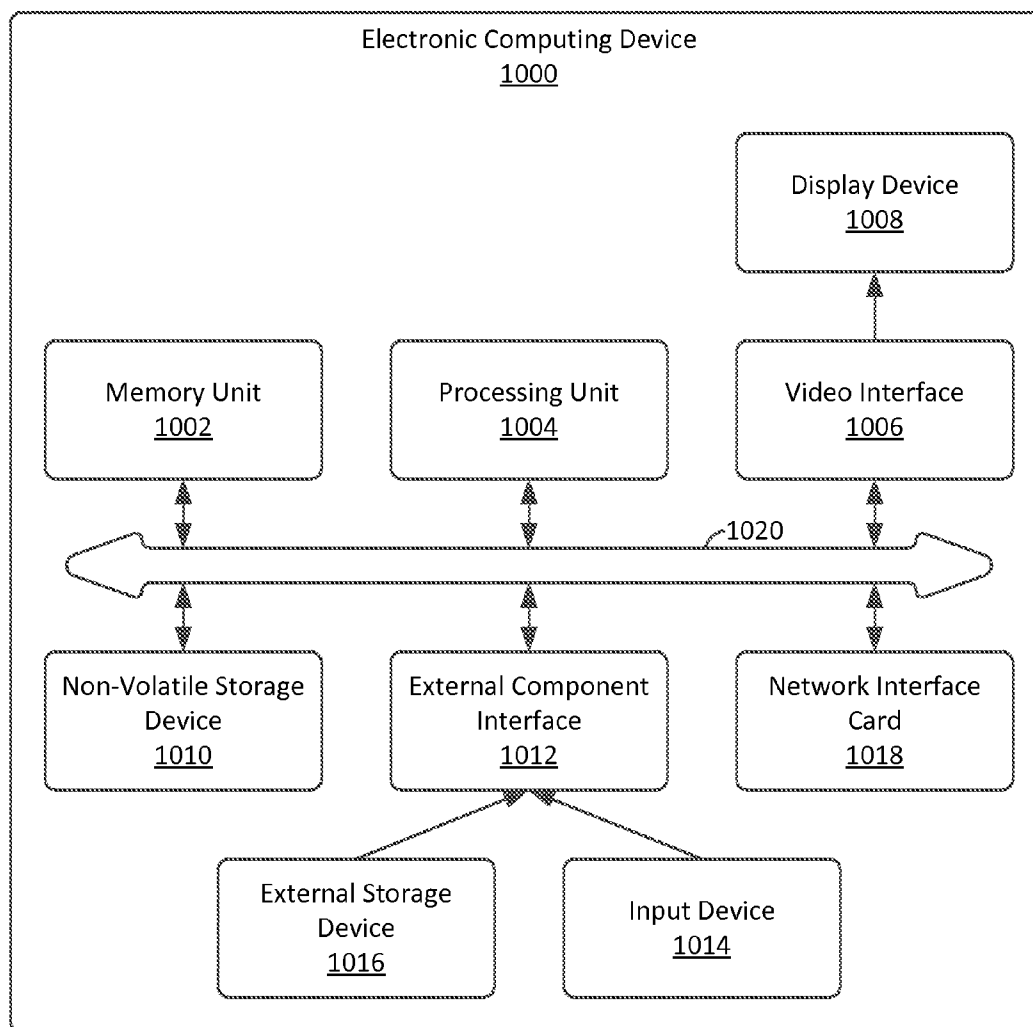 Electronic Computing Device
1000
Display Device
1008
Memory Unit
1002
Processing Unit
1004
Video Interface
1006
1020
Non-Volatile Storage
Device
1010
External Component
Interface
1012
Network Interface
Card
1018
External Storage
Device
1016
Input Device
1014